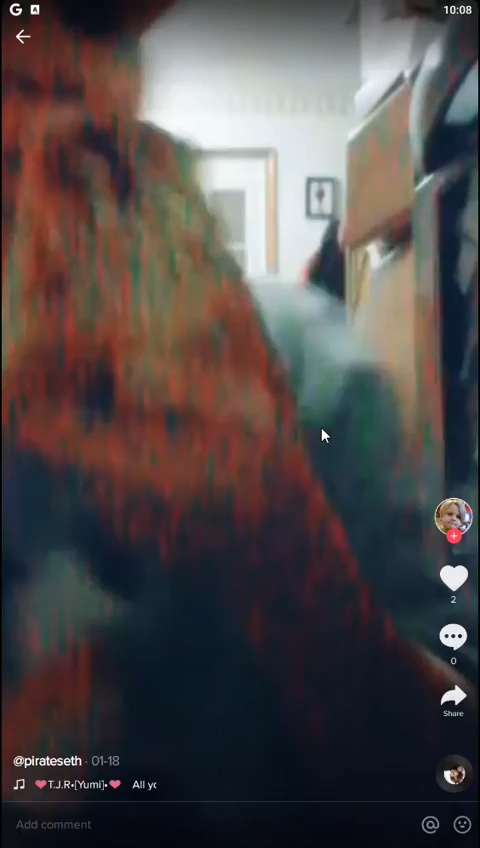 G A 10:08
2
0
Share
@pirateseth · 01-18
❤T.J.R•[Yumi]•❤ All yc
Add comment